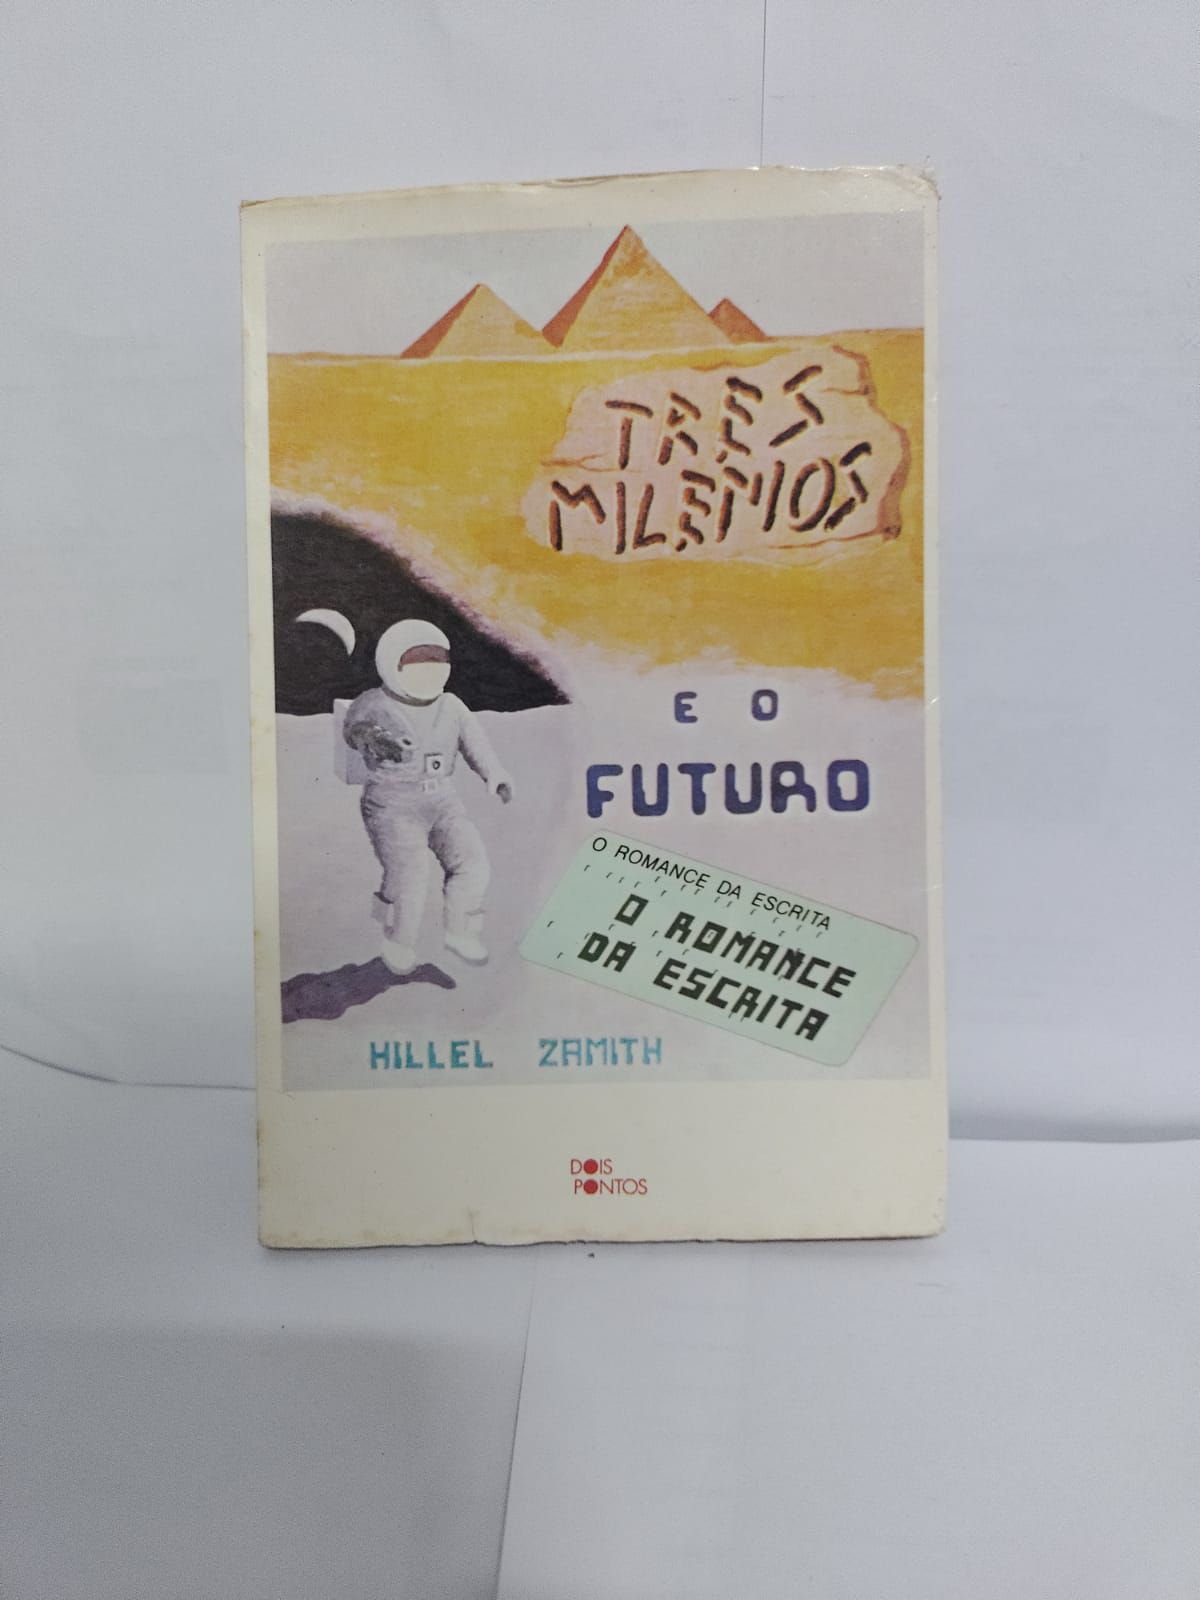 TRES
MILENIOS
E O
FUTURO
O ROMANCE DA ESCRITA
O ROMANCE
DA ESCRITA
HILLEL ZAMITH
DOIS
PONTOS